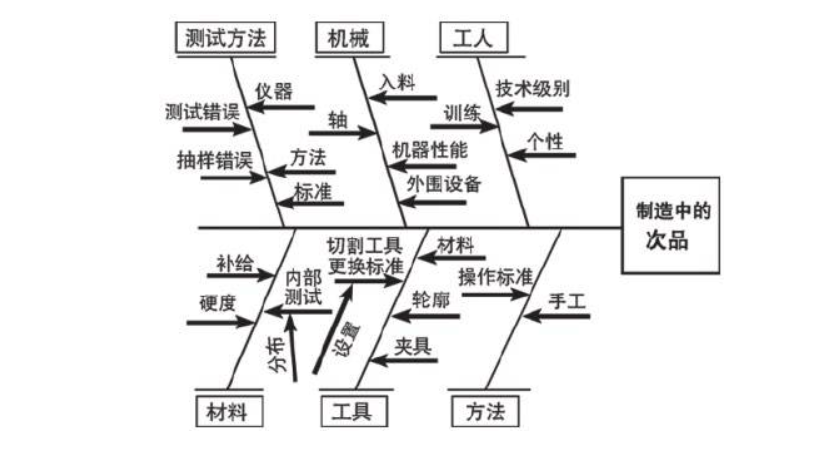 测试方法
机械
工人
仪器
测试错误
方法
抽样错误
标准
入料
轴
机器性能
外围设备
技术级别
训练
个性
制造中的
次品
补给
内部
测试
硬度
分布
切割工具
更换标准
材料
设置
轮廓
夹具
操作标准
手工
材料
工具
方法